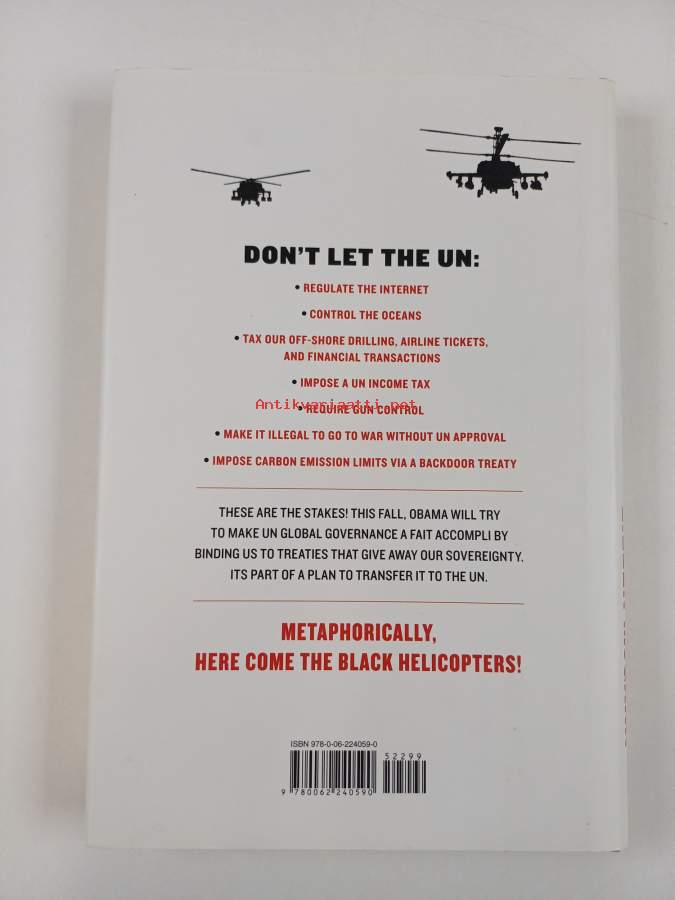 DON'T LET THE UN:
• REGULATE THE INTERNET
• CONTROL THE OCEANS
• TAX OUR OFF-SHORE DRILLING, AIRLINE TICKETS,
AND FINANCIAL TRANSACTIONS
• IMPOSE A UN INCOME TAX
Antikvariaatti.net
• REQUIRE GUN CONTROL
• MAKE IT ILLEGAL TO GO TO WAR WITHOUT UN APPROVAL
• IMPOSE CARBON EMISSION LIMITS VIA A BACKDOOR TREATY
THESE ARE THE STAKES! THIS FALL, OBAMA WILL TRY
TO MAKE UN GLOBAL GOVERNANCE A FAIT ACCOMPLI BY
BINDING US TO TREATIES THAT GIVE AWAY OUR SOVEREIGNTY.
ITS PART OF A PLAN TO TRANSFER IT TO THE UN.
METAPHORICALLY,
HERE COME THE BLACK HELICOPTERS!
ISBN 978-0-06-224059-0
52299
9 780062 240590